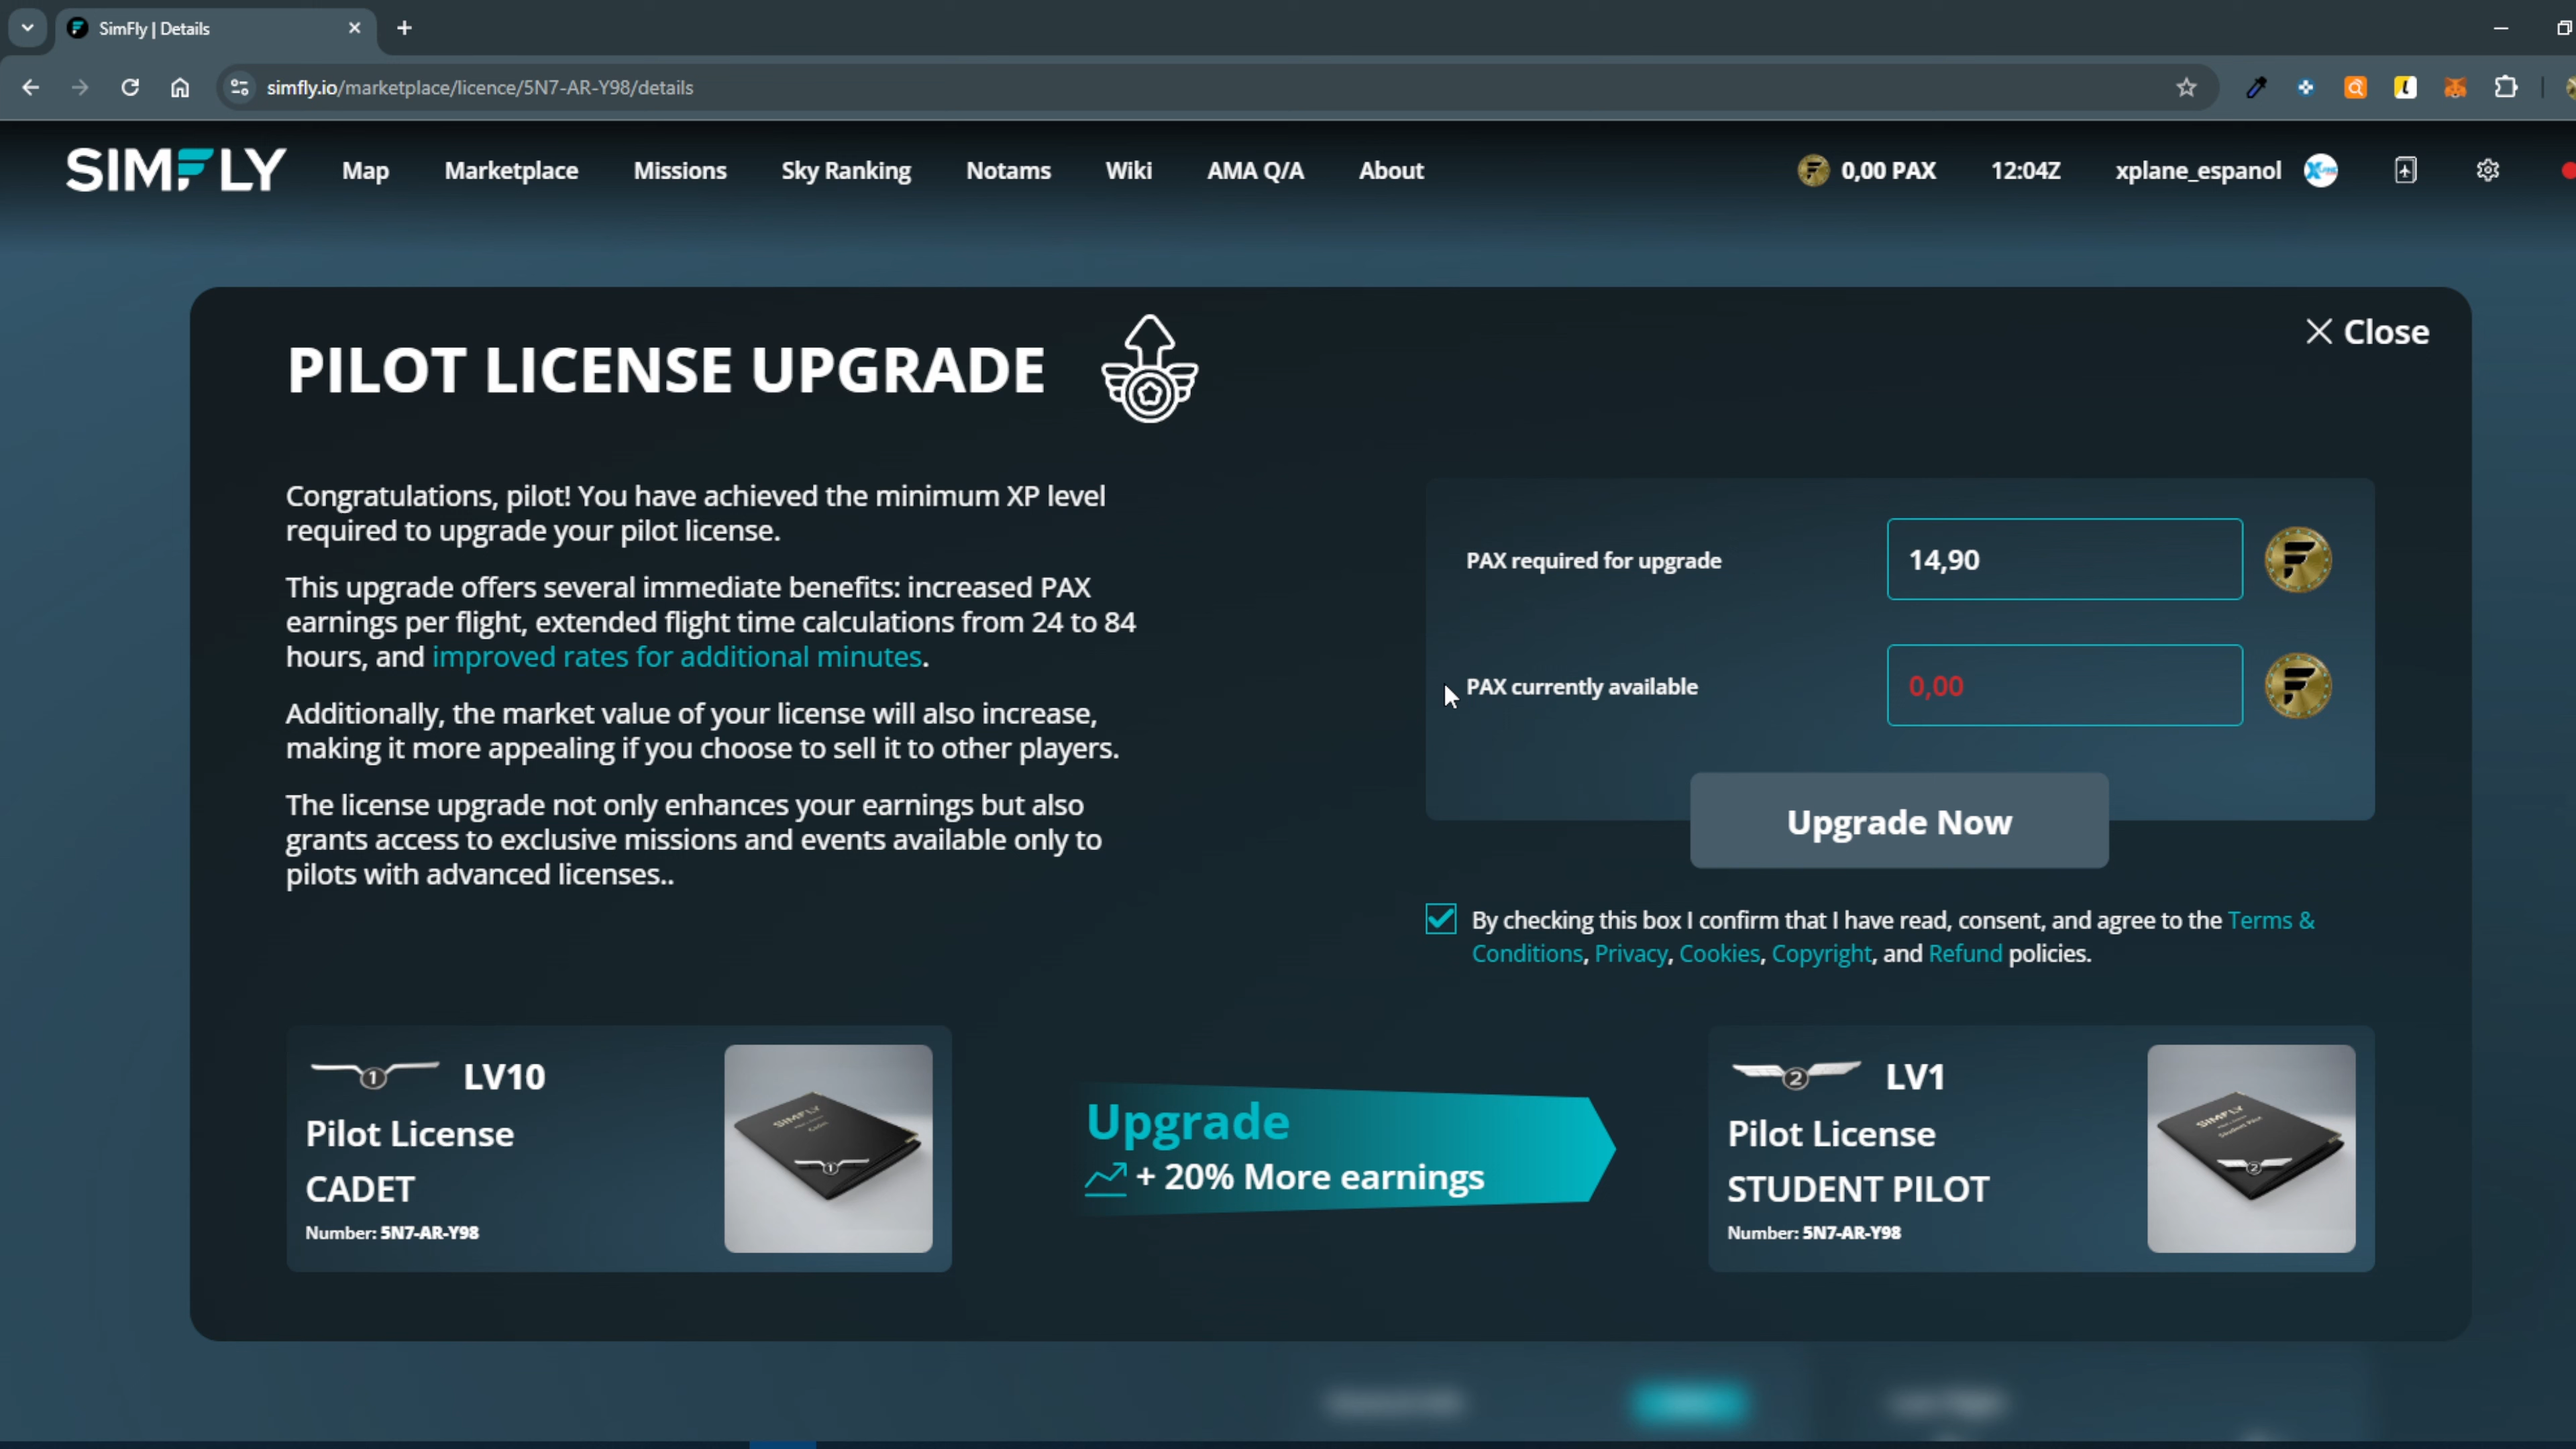 SimFly | Details
simfly.io/marketplace/licence/5N7-AR-Y98/details
SIMFLY
Map
Marketplace
Missions
Sky Ranking
Notams
Wiki
AMA Q/A
About
0,00 PAX
12:04Z
xplane_espanol
Close
PILOT LICENSE UPGRADE
Congratulations, pilot! You have achieved the minimum XP level
required to upgrade your pilot license.
This upgrade offers several immediate benefits: increased PAX
earnings per flight, extended flight time calculations from 24 to 84
hours, and improved rates for additional minutes.
Additionally, the market value of your license will also increase,
making it more appealing if you choose to sell it to other players.
The license upgrade not only enhances your earnings but also
grants access to exclusive missions and events available only to
pilots with advanced licenses..
PAX required for upgrade
14,90
PAX currently available
0,00
Upgrade Now
By checking this box I confirm that I have read, consent, and agree to the Terms &
Conditions, Privacy, Cookies, Copyright, and Refund policies.
1
LV10
Pilot License
CADET
Number: 5N7-AR-Y98
SIMFLY
Cadet
1
Upgrade
+ 20% More earnings
2
LV1
Pilot License
STUDENT PILOT
Number: 5N7-AR-Y98
SIMFLY
Student Pilot
2